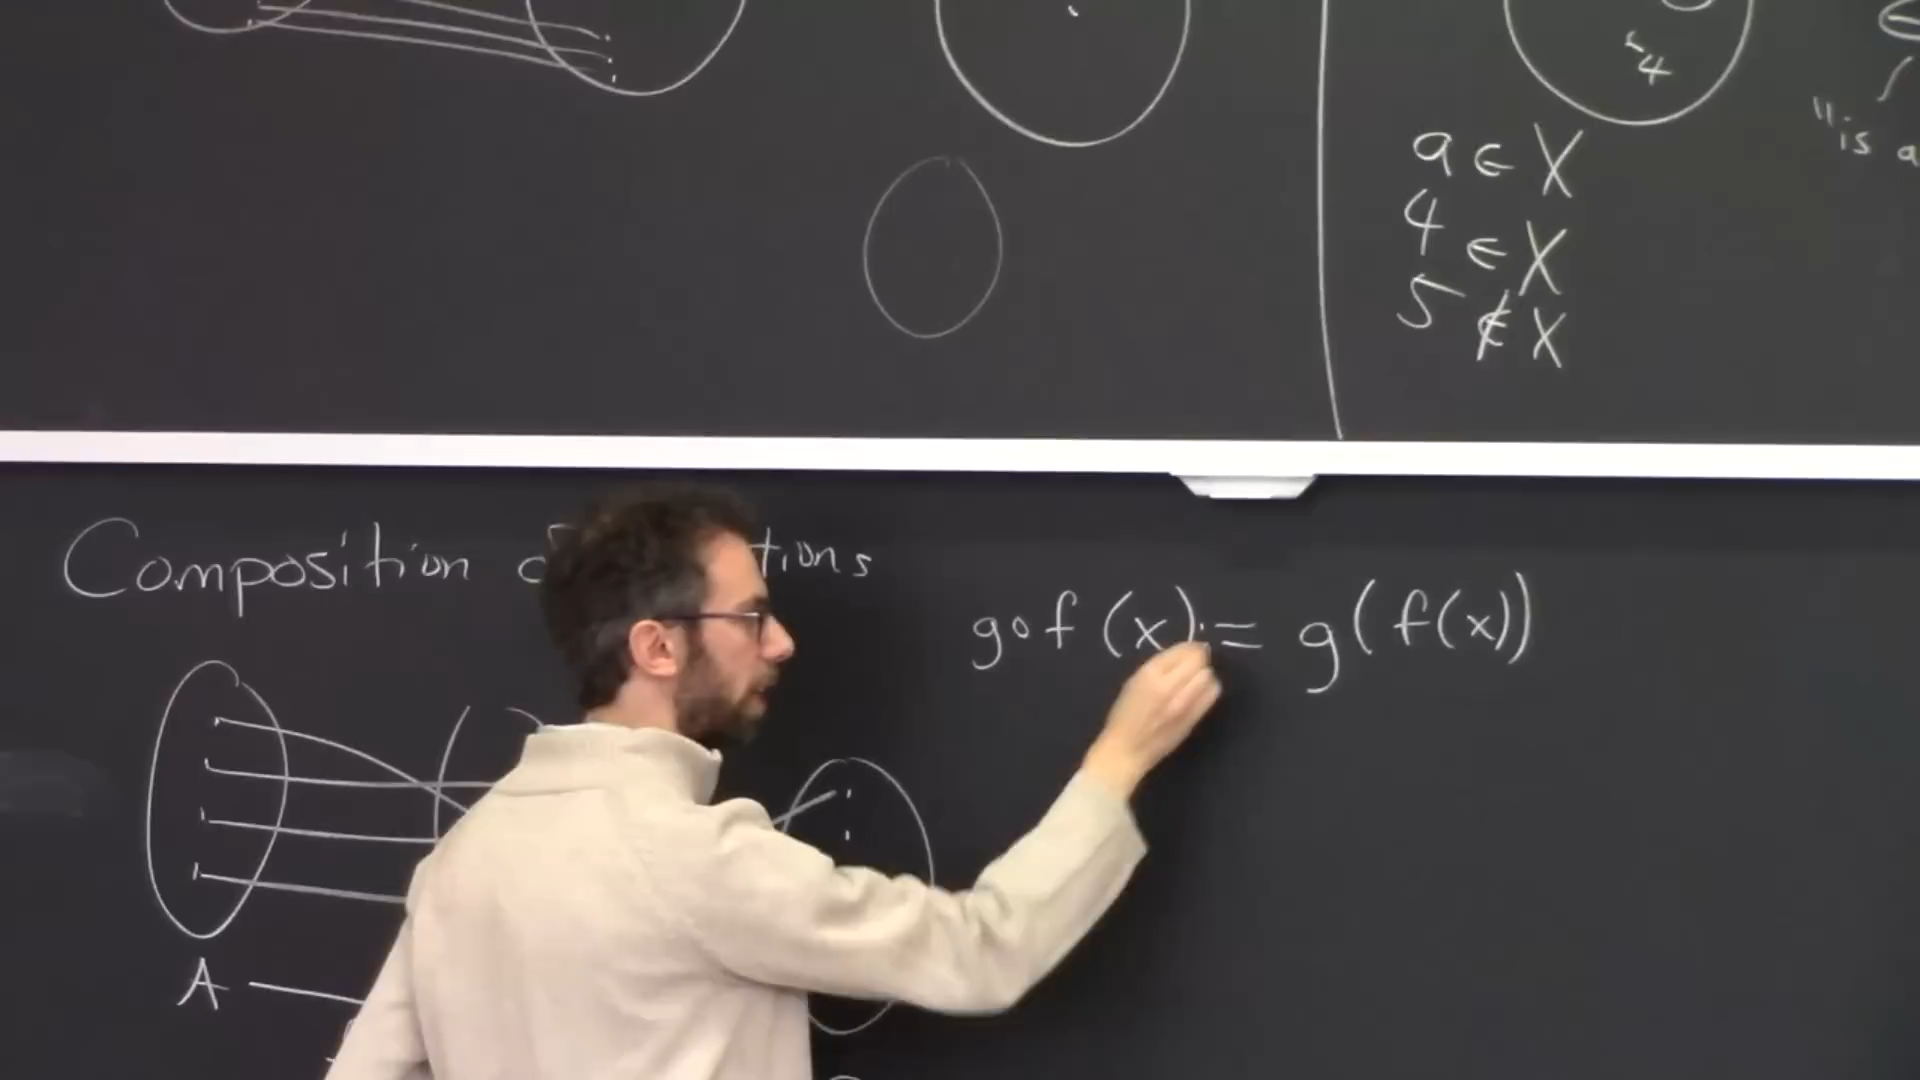 4
a ∈ X
4 ∈ X
5 ∉ X
"is a
Composition tions
g∘f (x) := g(f(x))
A